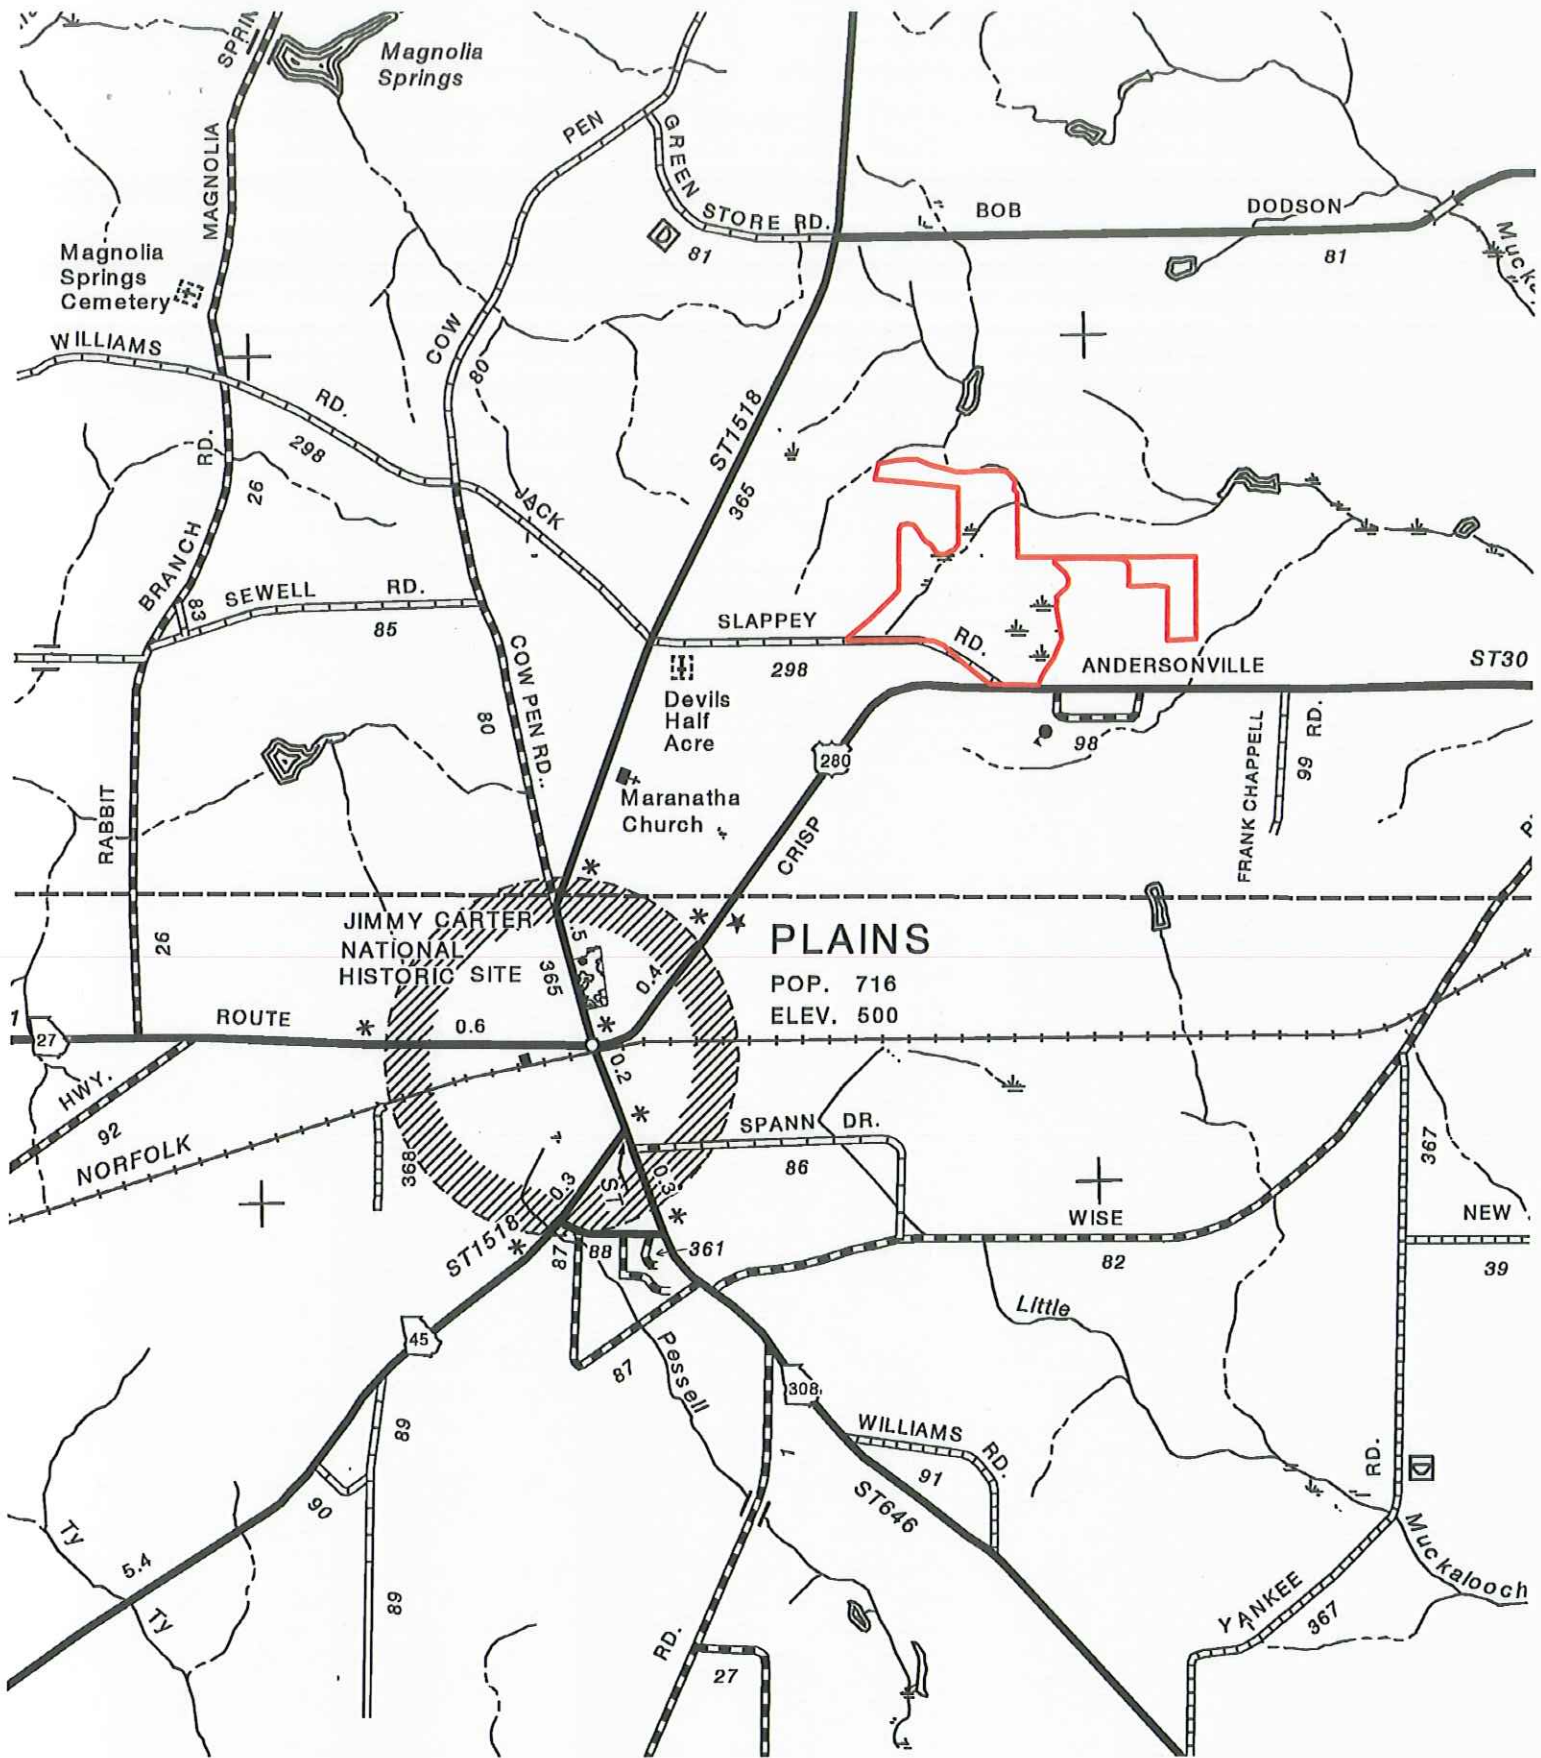 SPRIN
Magnolia
Springs
MAGNOLIA
PEN
GREEN
STORE RD.
81
BOB
DODSON
81
Magnolia
Springs
Cemetery
WILLIAMS
COW
80
RD.
298
RD.
26
ST1518
365
JACK
BRANCH
83
SEWELL
RD.
85
SLAPPEY
298
RD.
ANDERSONVILLE
ST30
COW PEN RD.
80
Devils
Half
Acre
98
FRANK CHAPPELL
RD.
99
280
Maranatha
Church
CRISP
RABBIT
26
JIMMY CARTER
NATIONAL
HISTORIC SITE
.5
365
0.4
PLAINS
POP. 716
ELEV. 500
27
ROUTE
0.6
0.2
HWY.
92
NORFOLK
368
SPANN DR.
86
0.3
ST
0.3
367
NEW
39
WISE
82
ST1518
87
88
361
45
Little
Pessell
87
308
89
90
WILLIAMS
RD.
91
ST646
1
RD.
D
Ty
5.4
Ty
89
Muckalooch
YANKEE
367
RD.
27